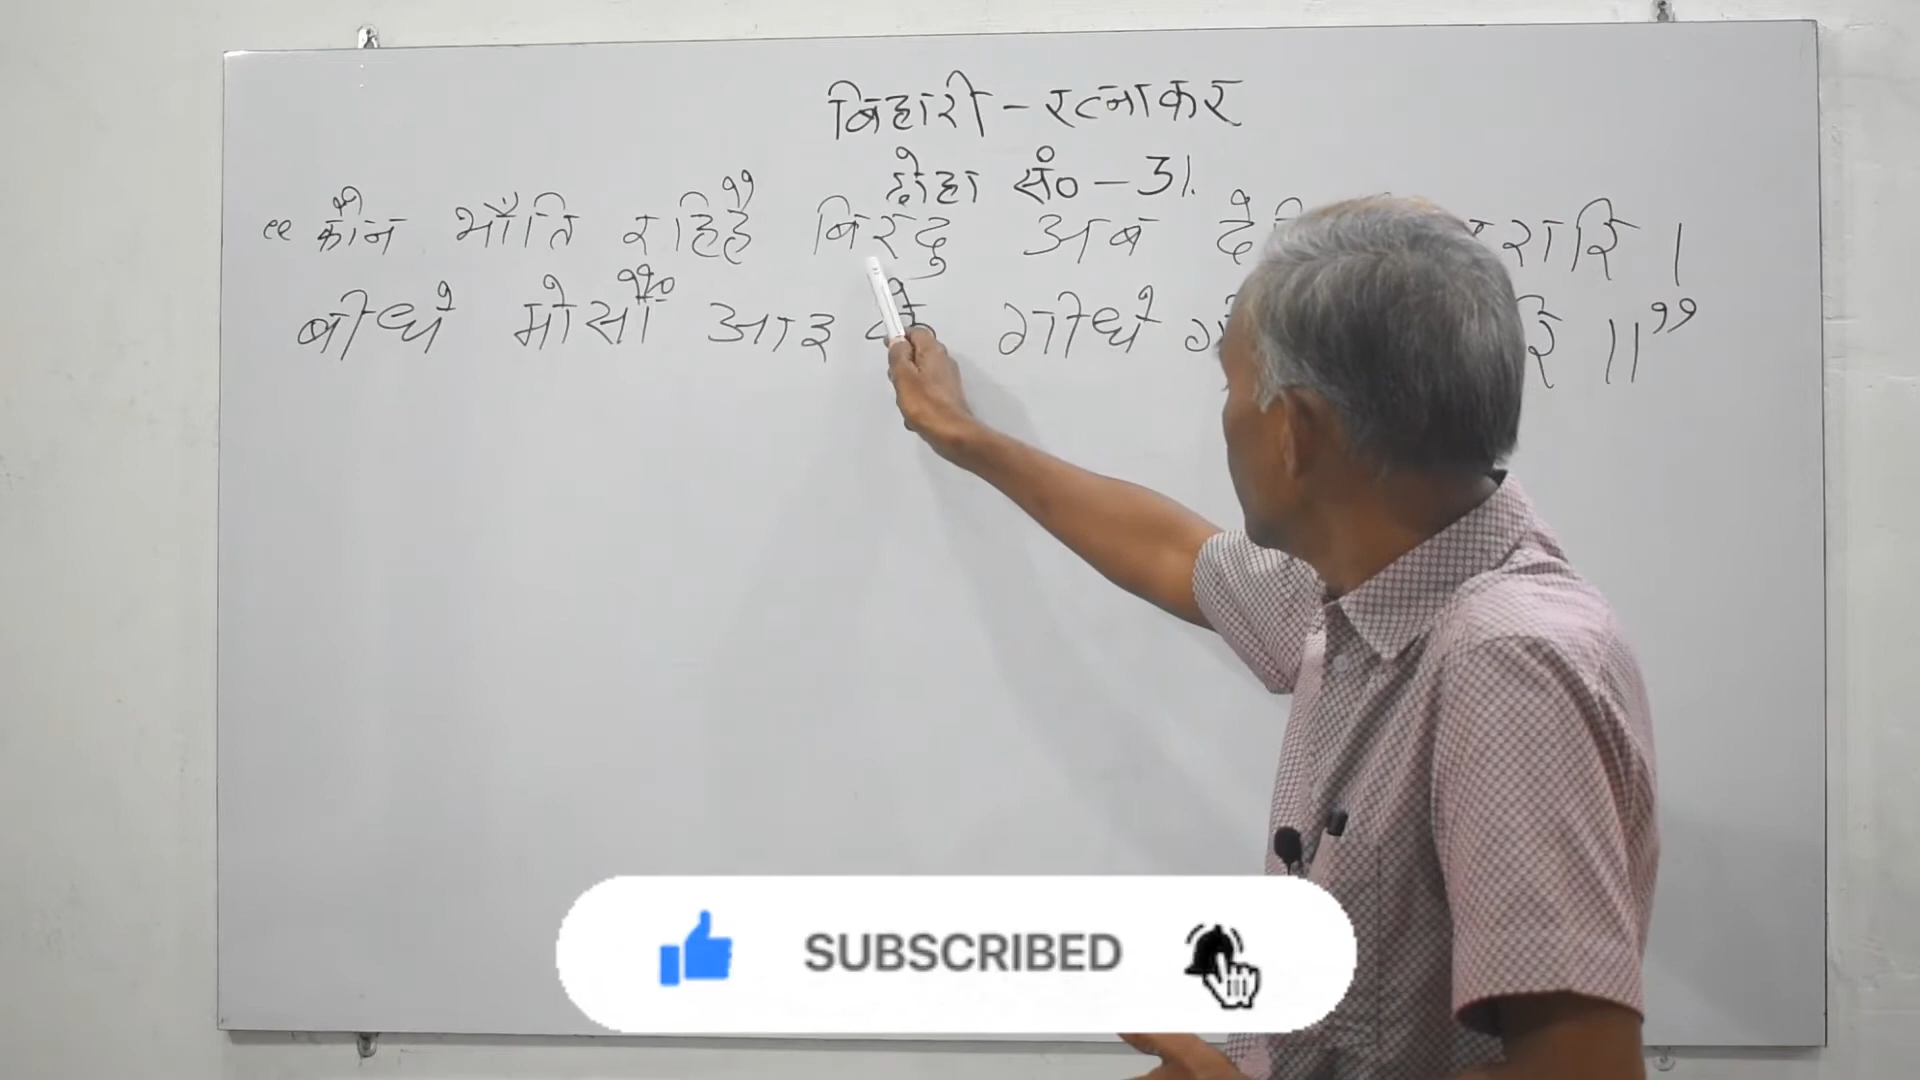 बिहारी - रत्नाकर
दोहा सं० - 31.
“कौन भाँति रहिहै बिरदु अब
बीधे मोसौं आइ कै गीधे
SUBSCRIBED